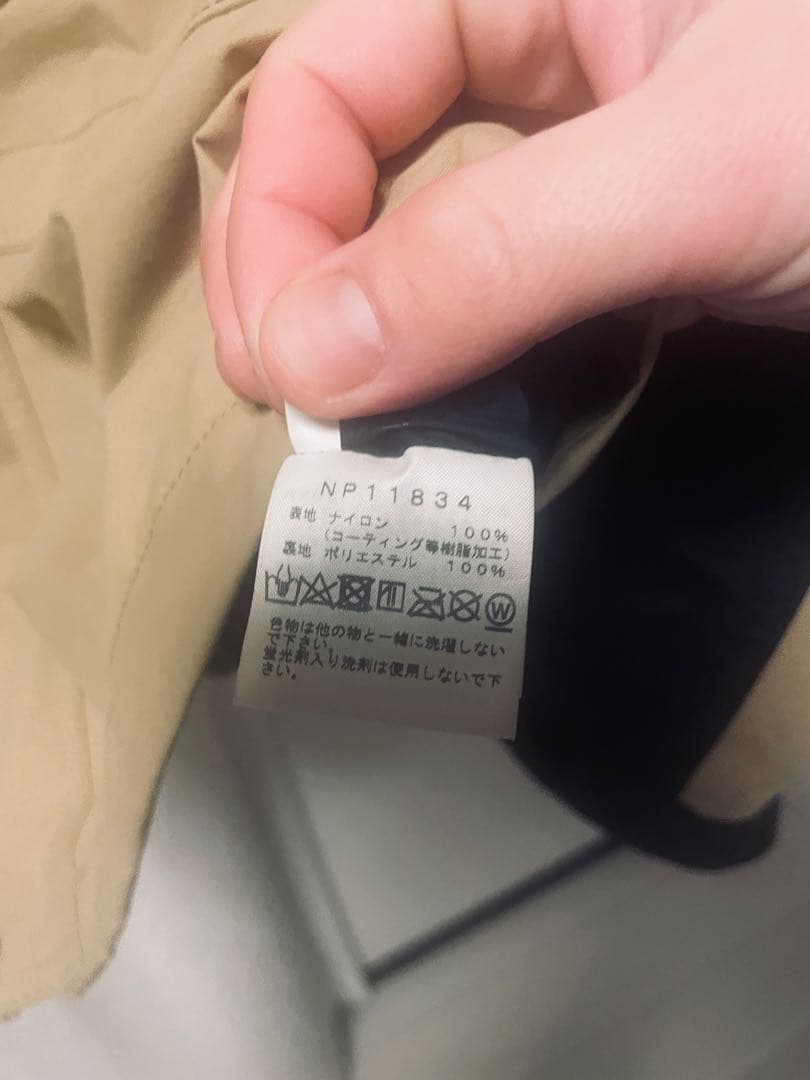 NP11834
表地 ナイロン 100%
(コーティング等樹脂加工)
裏地 ポリエステル 100%
W
色物は他の物と一緒に洗濯しない
で下さい。
蛍光剤入り洗剤は使用しないで下
さい。